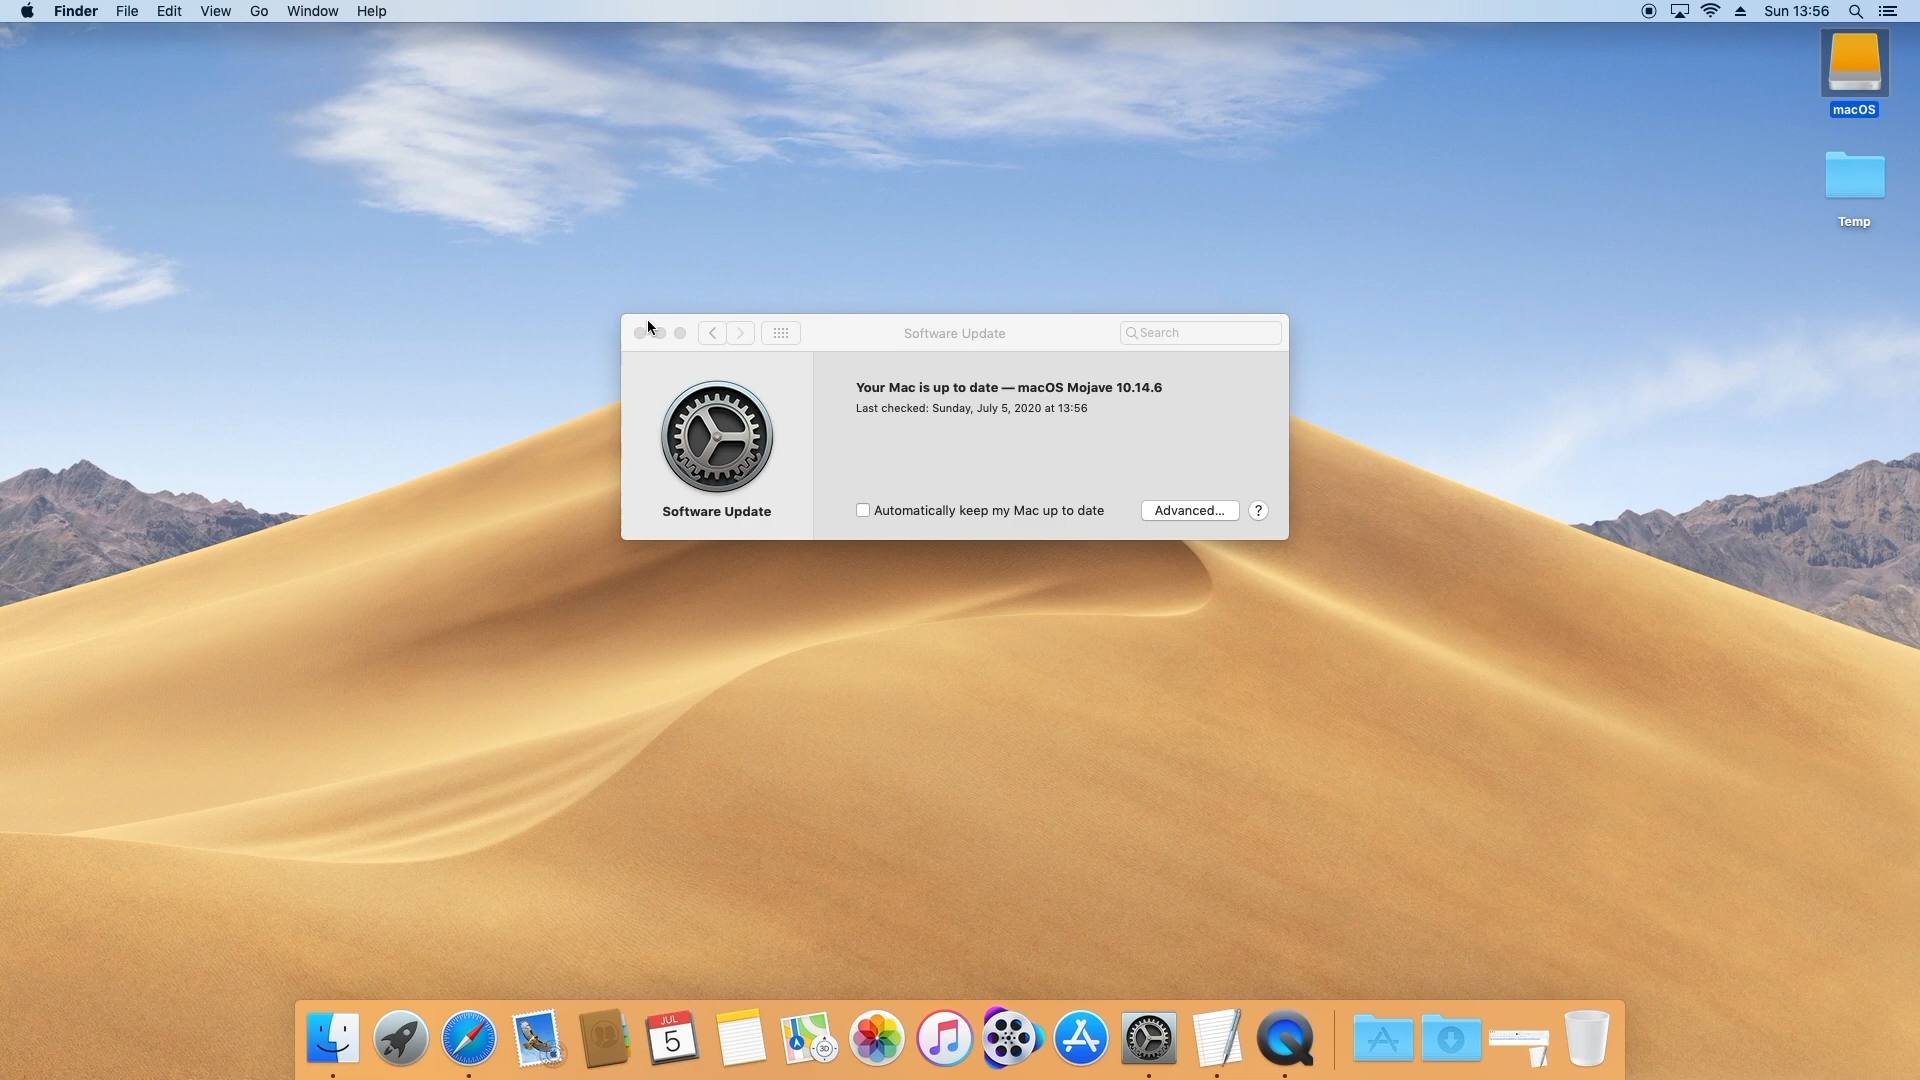 Finder File Edit View Go Window Help Sun 13:56
macOS
Temp
Software Update Search
Your Mac is up to date — macOS Mojave 10.14.6
Last checked: Sunday, July 5, 2020 at 13:56
Software Update
Automatically keep my Mac up to date Advanced... ?
JUL
5
3D